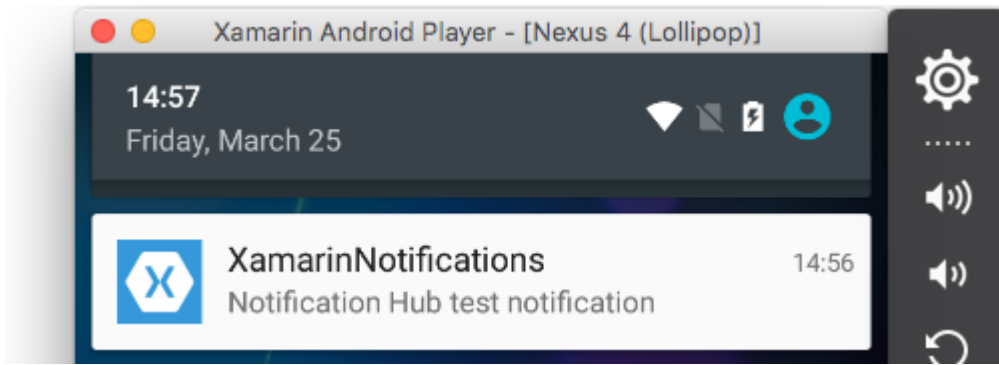 Xamarin Android Player - [Nexus 4 (Lollipop)]
14:57
Friday, March 25
XamarinNotifications 14:56
Notification Hub test notification